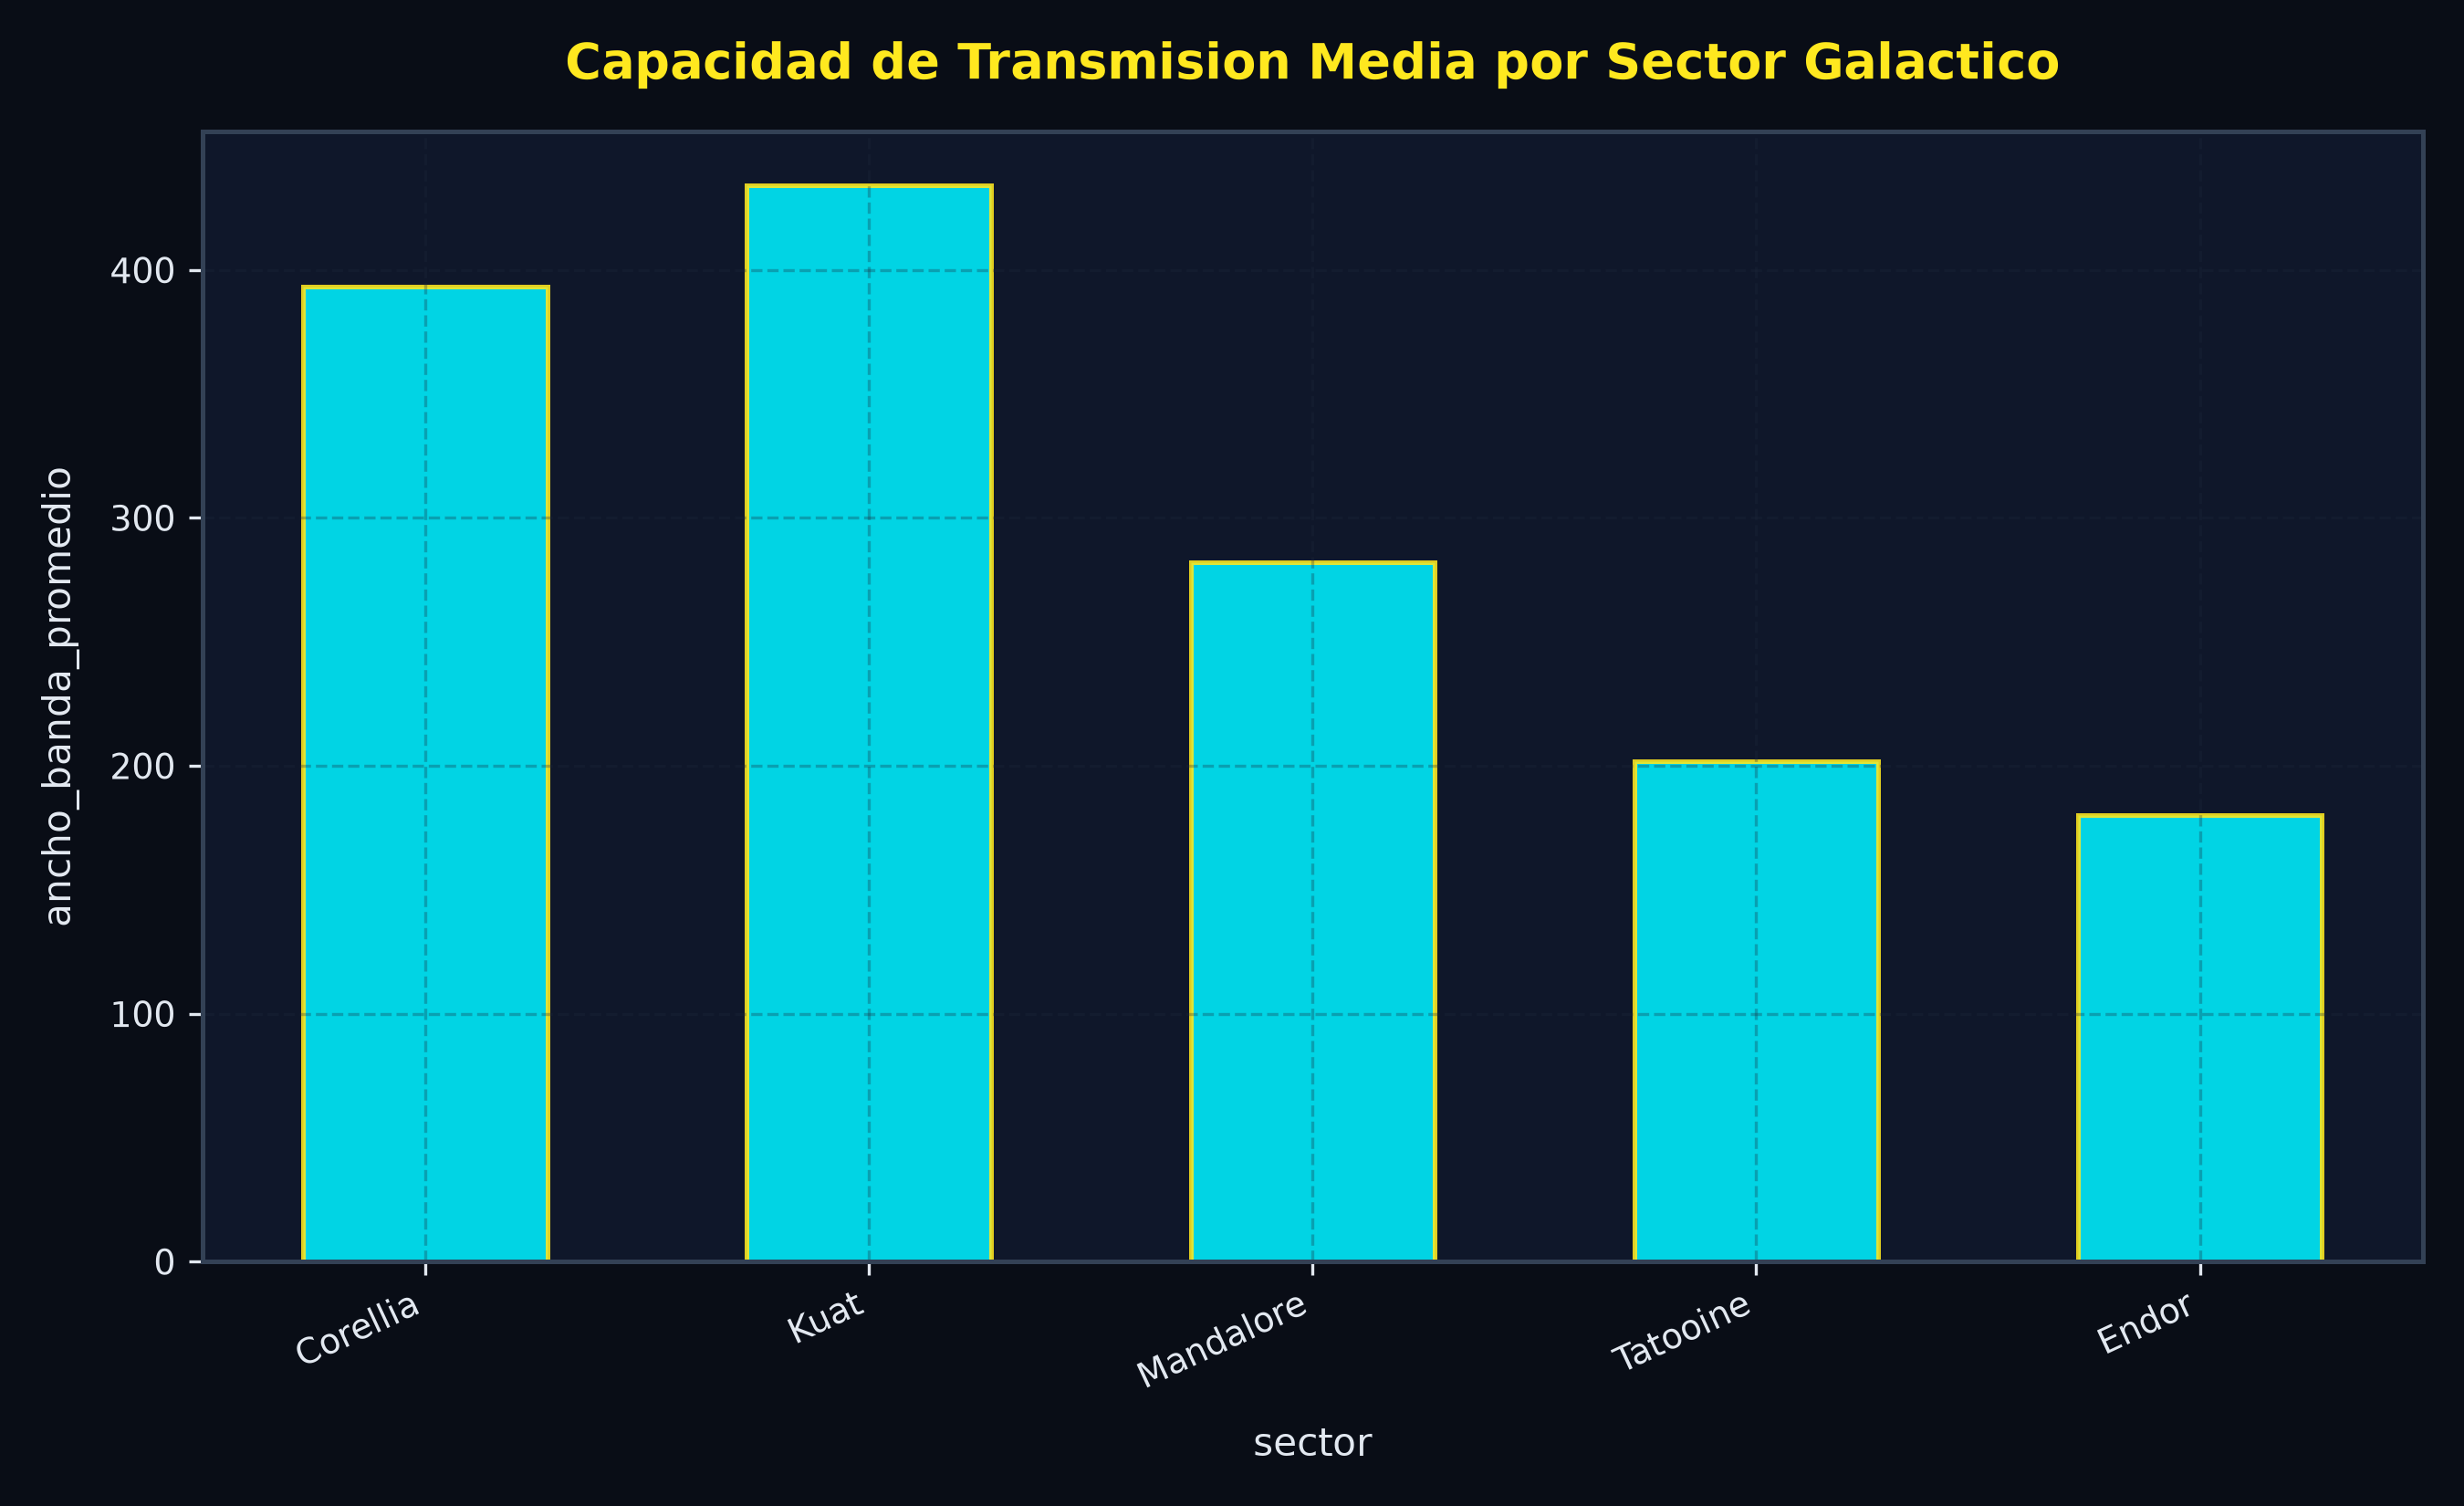 Capacidad de Transmision Media por Sector Galactico
ancho_banda_promedio
400
300
200
100
0
Corellia
Kuat
Mandalore
Tatooine
Endor
sector